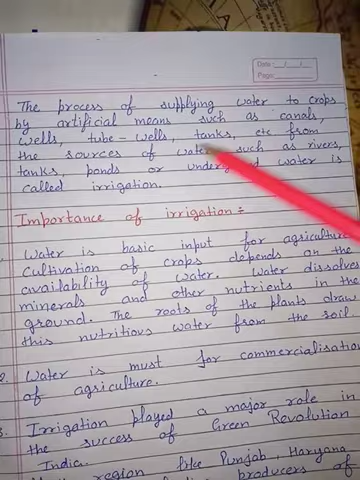 Date: __/__/__
Page:
The process of supplying water to crops
by artificial means such as canals,
wells, tube-wells, tanks, etc from
the sources of water such as rivers,
tanks, ponds or underground water is
called irrigation.
Importance of irrigation:-
Water is basic input for agriculture
Cultivation of crops depends on the
availability of water. Water dissolves
minerals and other nutrients in the
ground. The roots of the plants draw
this nutritious water from the soil
2. Water is must for commercialisation
of agriculture.
3. Irrigation played a major role in
the success of Green Revolution
India.
region like Punjab, Haryana
producers of